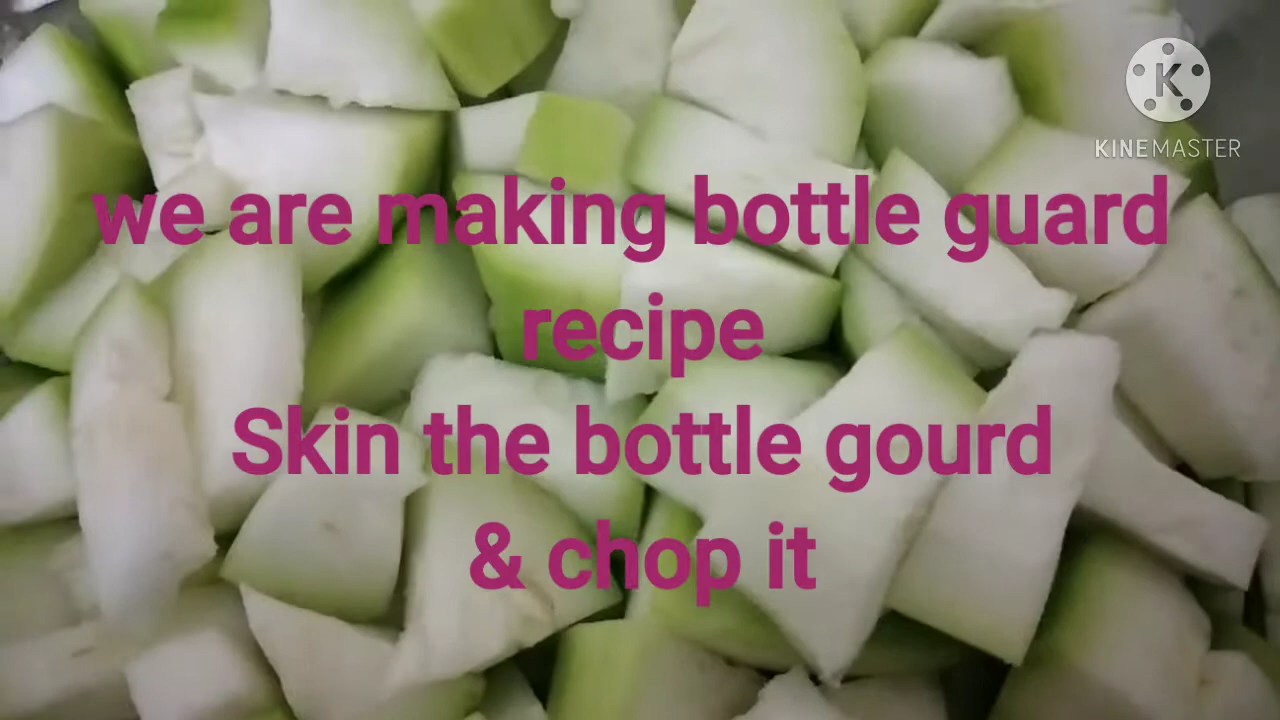 K
KINEMASTER
we are making bottle guard
recipe
Skin the bottle gourd
& chop it